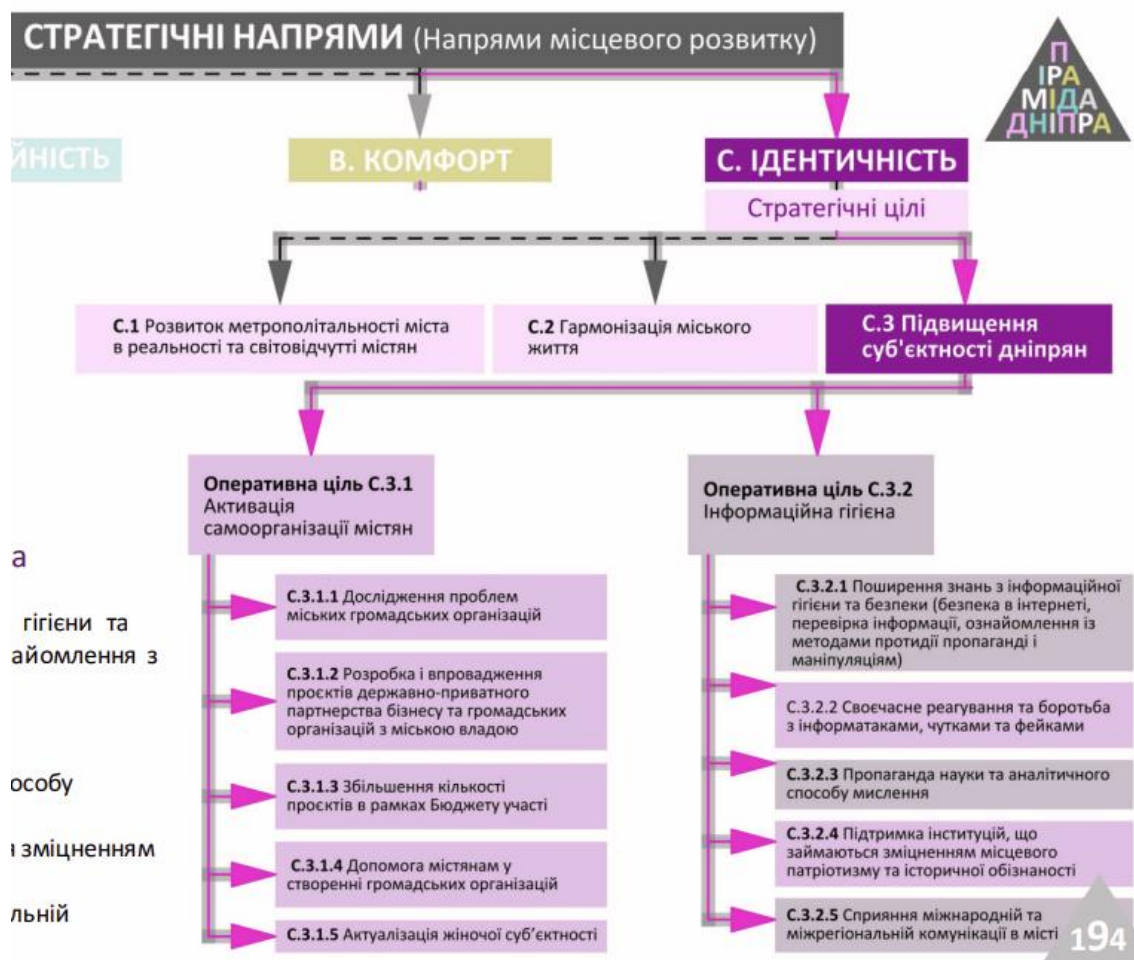 СТРАТЕГІЧНІ НАПРЯМИ (Напрями місцевого розвитку)
П
ІРА
МІДА
ДНІПРА
ЙНІСТЬ
В. КОМФОРТ
С. ІДЕНТИЧНІСТЬ
Стратегічні цілі
С.1 Розвиток метрополітальності міста
в реальності та світовідчутті містян
С.2 Гармонізація міського
життя
С.3 Підвищення
суб'єктності дніпрян
Оперативна ціль С.3.1
Активація
самоорганізації містян
Оперативна ціль С.3.2
Інформаційна гігієна
а
гігієни та
айомлення з
особу
зміцненням
льній
С.3.1.1 Дослідження проблем
міських громадських організацій
С.3.1.2 Розробка і впровадження
проєктів державно-приватного
партнерства бізнесу та громадських
організацій з міською владою
С.3.1.3 Збільшення кількості
проєктів в рамках Бюджету участі
С.3.1.4 Допомога містянам у
створенні громадських організацій
С.3.1.5 Актуалізація жіночої суб'єктності
С.3.2.1 Поширення знань з інформаційної
гігієни та безпеки (безпека в інтернеті,
перевірка інформації, ознайомлення із
методами протидії пропаганді і
маніпуляціям)
С.3.2.2 Своєчасне реагування та боротьба
з інформатаками, чутками та фейками
С.3.2.3 Пропаганда науки та аналітичного
способу мислення
С.3.2.4 Підтримка інституцій, що
займаються зміцненням місцевого
патріотизму та історичної обізнаності
С.3.2.5 Сприяння міжнародній та
міжрегіональній комунікації в місті
194